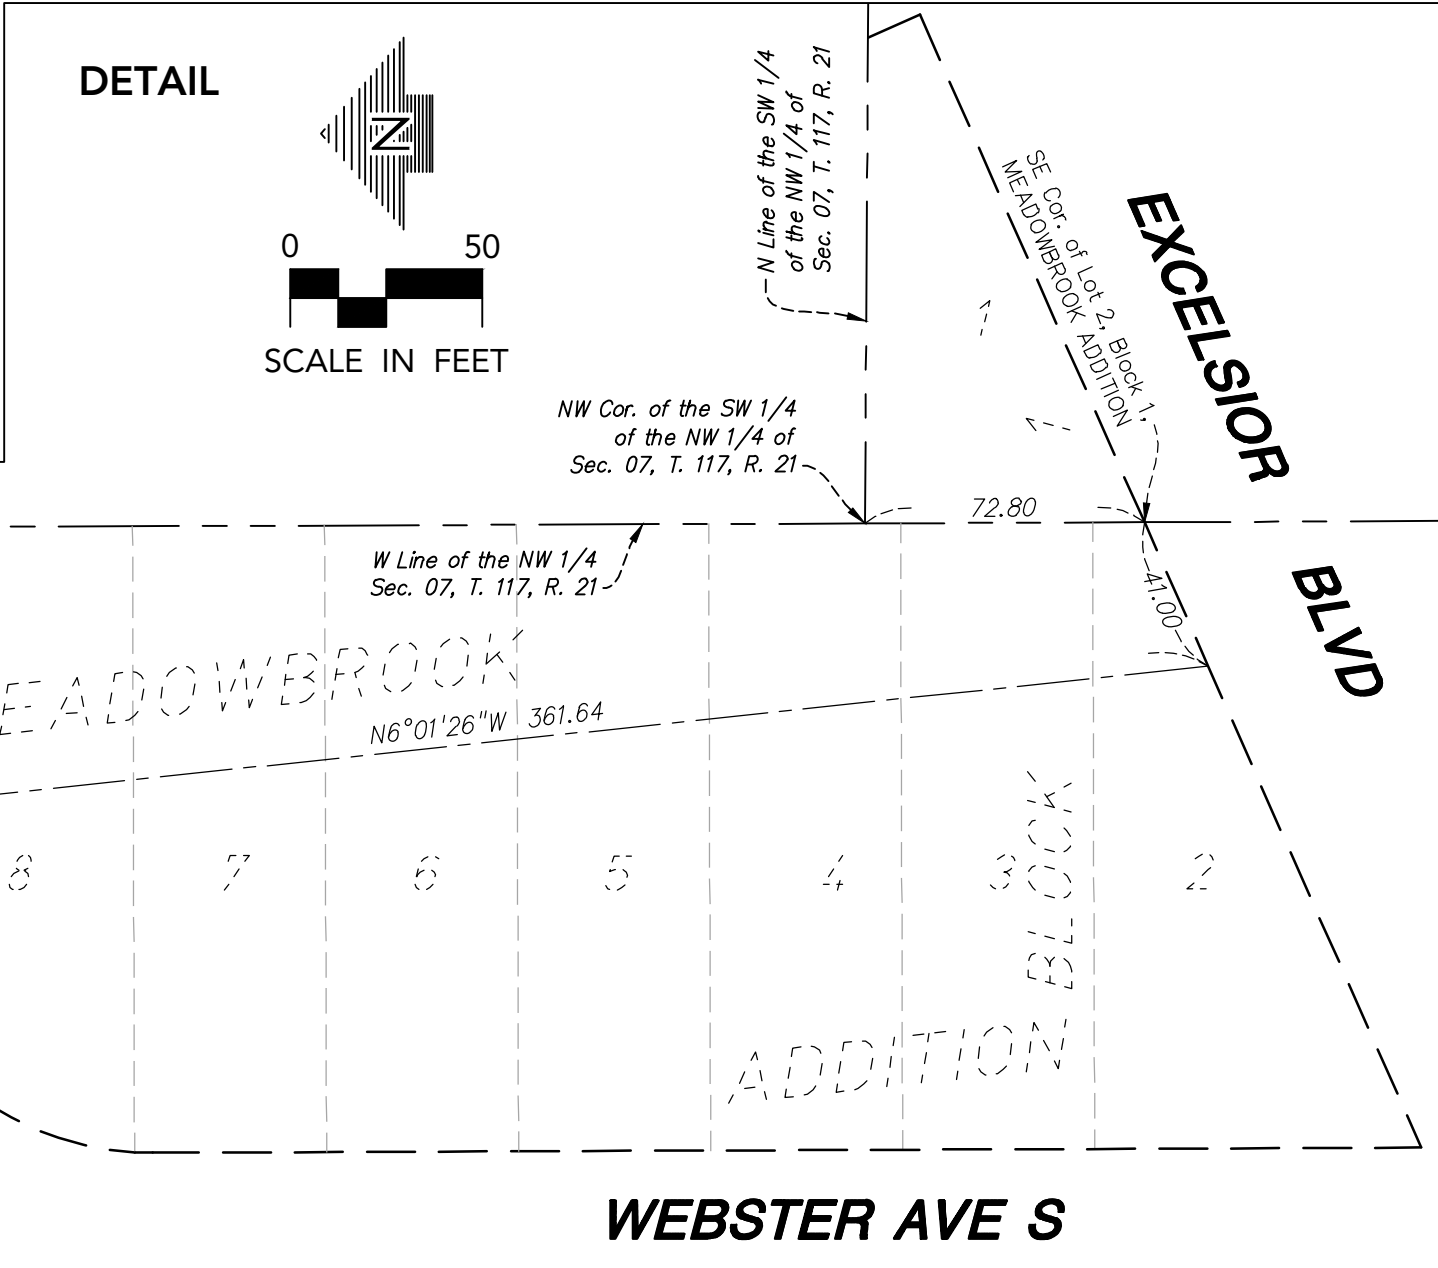 DETAIL
N
0 50
SCALE IN FEET
N Line of the SW 1/4
of the NW 1/4 of
Sec. 07, T. 117, R. 21
SE Cor. of Lot 2, Block 1,
MEADOWBROOK ADDITION
EXCELSIOR
BLVD
1
1
NW Cor. of the SW 1/4
of the NW 1/4 of
Sec. 07, T. 117, R. 21
72.80
W Line of the NW 1/4
Sec. 07, T. 117, R. 21
41.00
EADOWBROOK
N6°01'26"W 361.64
8 7 6 5 4 3 2
BLOCK
ADDITION
WEBSTER AVE S